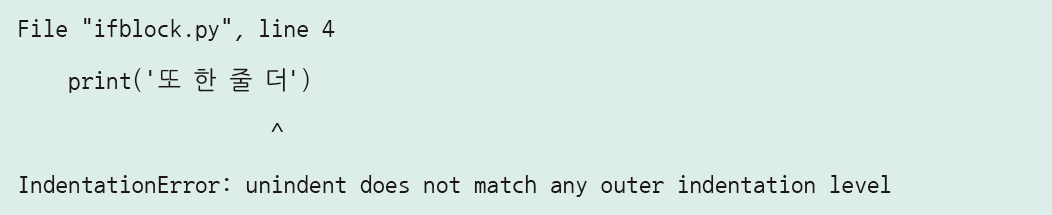 File "ifblock.py", line 4
print('또 한 줄 더')
^
IndentationError: unindent does not match any outer indentation level